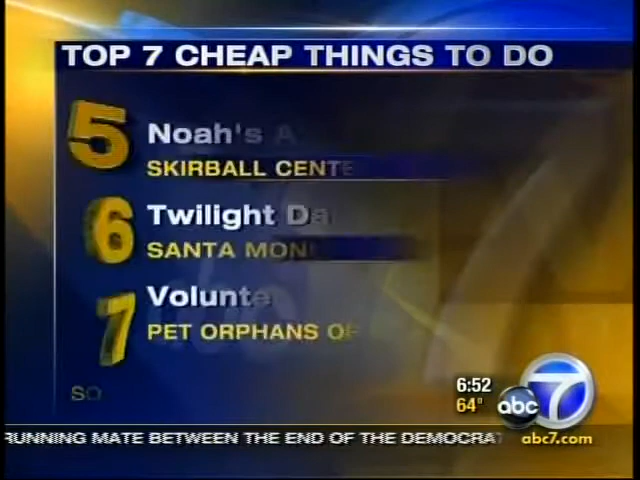 TOP 7 CHEAP THINGS TO DO
5 Noah's A
SKIRBALL CENTE
6 Twilight Da
SANTA MONI
7 Volunte
PET ORPHANS OF
SO
6:52
64°
abc 7
abc7.com
RUNNING MATE BETWEEN THE END OF THE DEMOCRAT